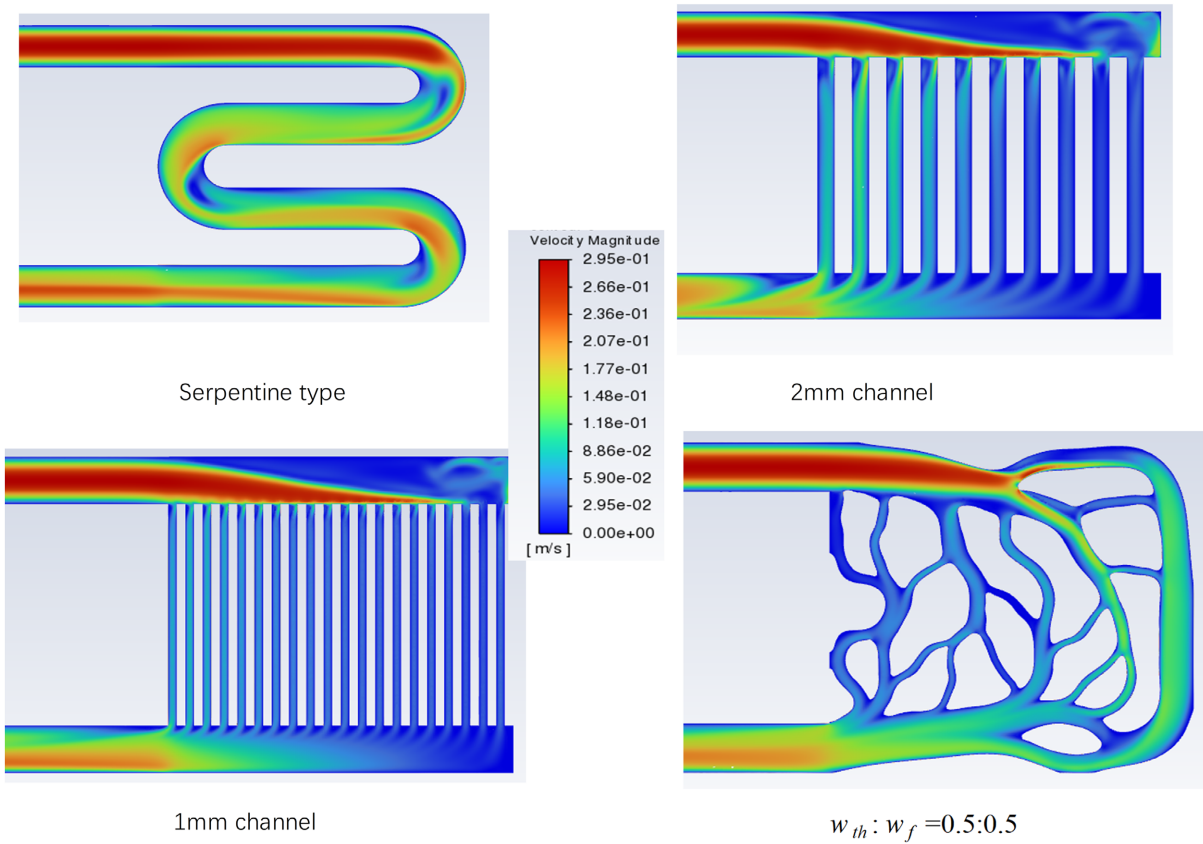 Serpentine type
2mm channel
Velocity Magnitude
2.95e-01
2.66e-01
2.36e-01
2.07e-01
1.77e-01
1.48e-01
1.18e-01
8.86e-02
5.90e-02
2.95e-02
0.00e+00
[ m/s ]
1mm channel
w th : w f =0.5:0.5